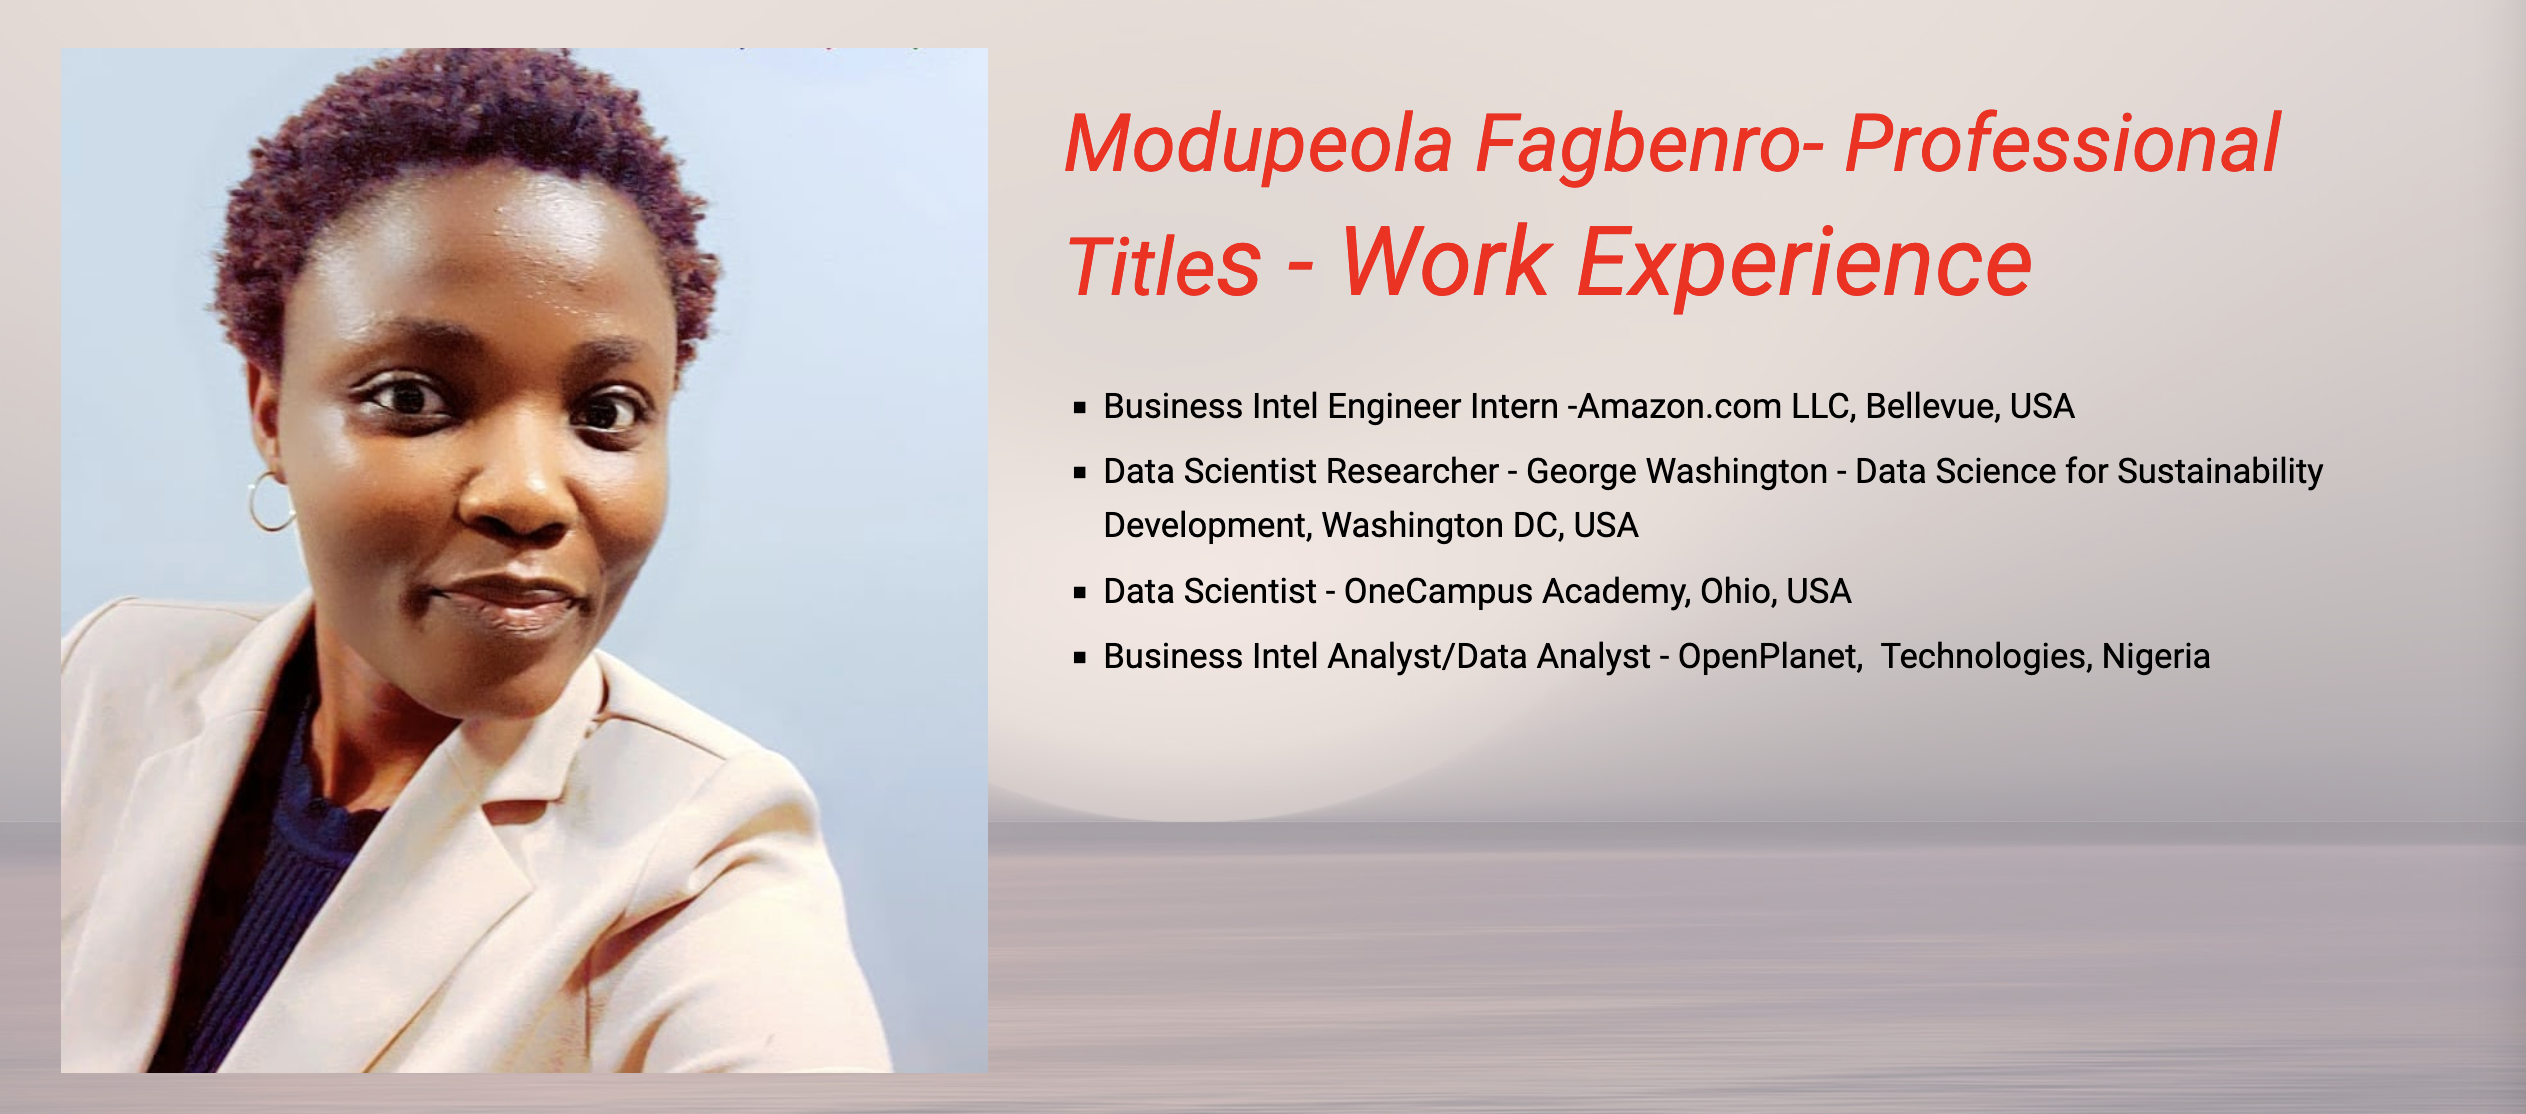 Modupeola Fagbenro- Professional
Titles - Work Experience
▪ Business Intel Engineer Intern -Amazon.com LLC, Bellevue, USA
▪ Data Scientist Researcher - George Washington - Data Science for Sustainability
Development, Washington DC, USA
▪ Data Scientist - OneCampus Academy, Ohio, USA
▪ Business Intel Analyst/Data Analyst - OpenPlanet,  Technologies, Nigeria